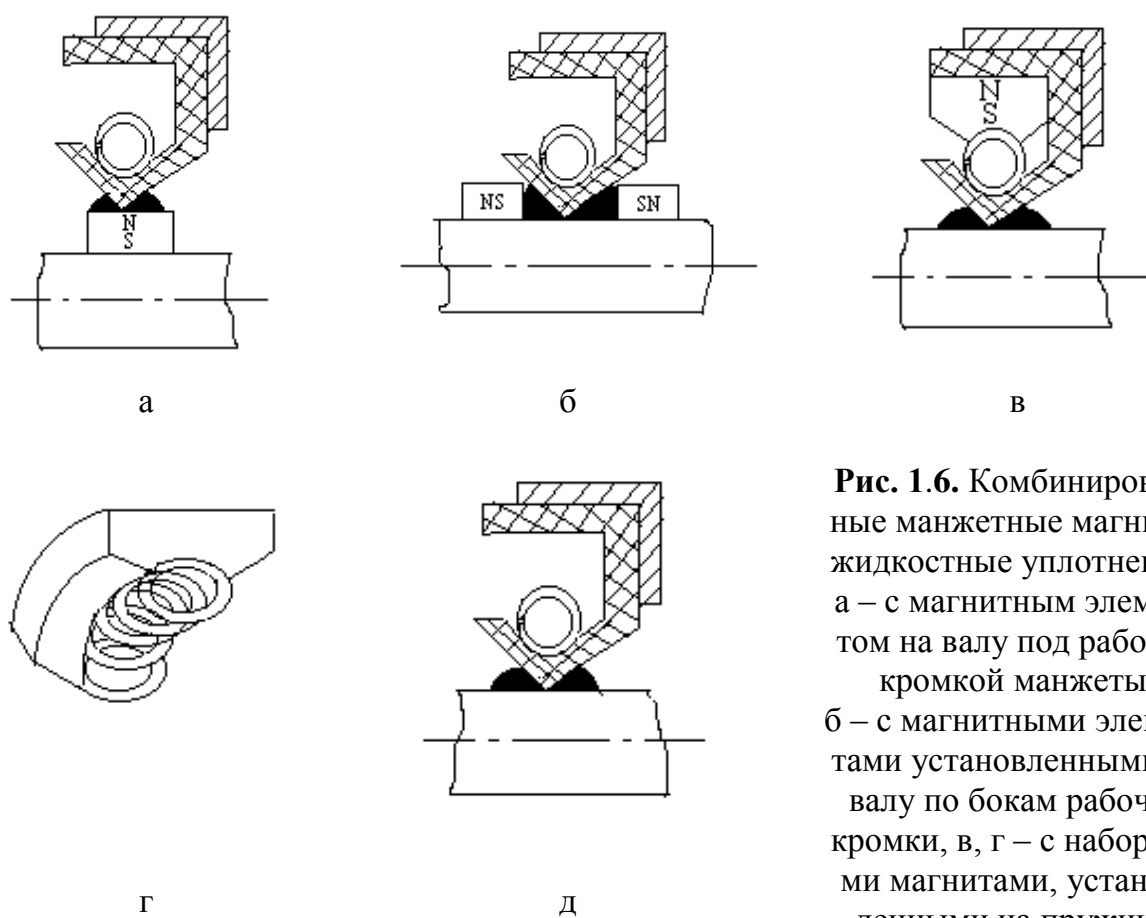 N
S
NS
SN
N
S
а
б
в
Рис. 1.6. Комбиниров
ные манжетные магни
жидкостные уплотнен
а – с магнитным элем
том на валу под рабо
кромкой манжеты
б – с магнитными элем
тами установленными
валу по бокам рабоч
кромки, в, г – с набор
ми магнитами, устан
г
д